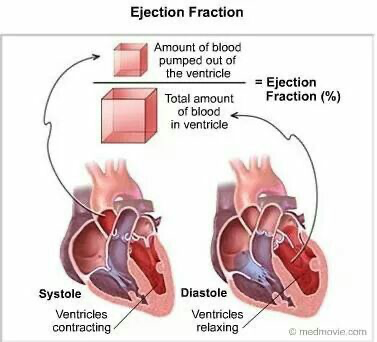 Ejection Fraction
Amount of blood
pumped out of
the ventricle
Total amount
of blood
in ventricle
= Ejection
Fraction (%)
Systole
Ventricles
contracting
Diastole
Ventricles
relaxing
© medmovie.com